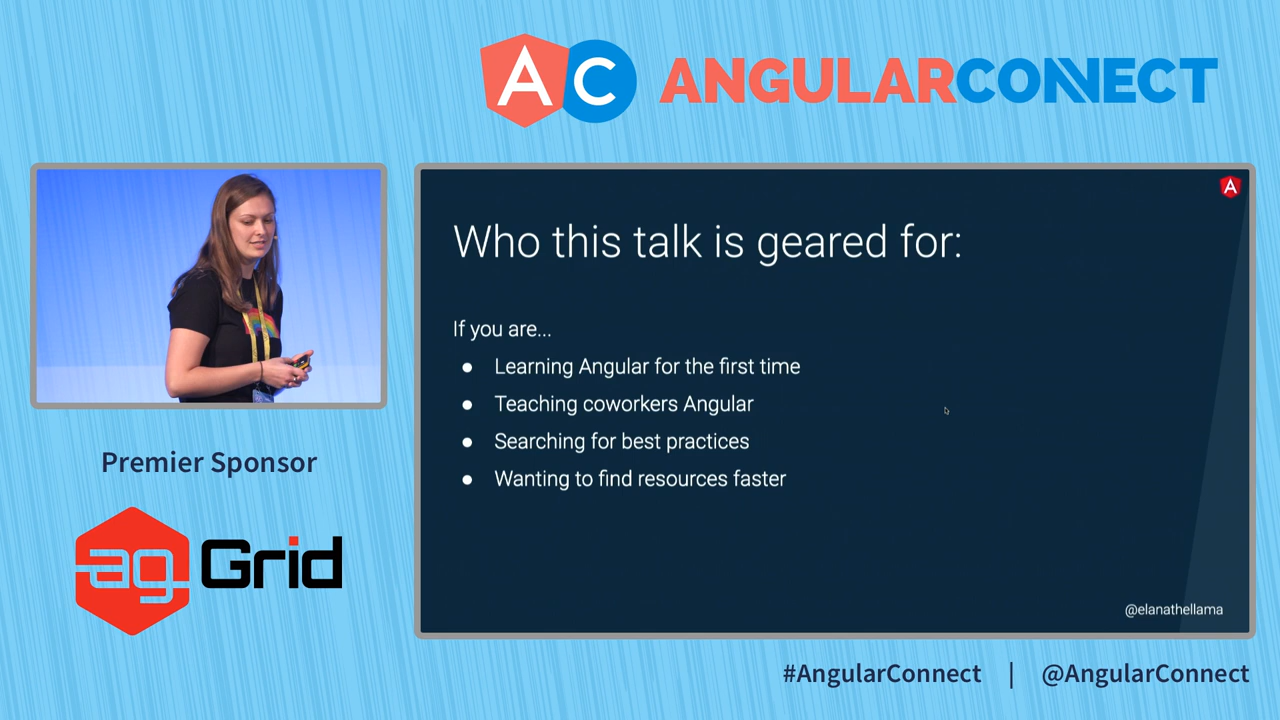 AC ANGULARCONNECT
A
Who this talk is geared for:
If you are...
● Learning Angular for the first time
● Teaching coworkers Angular
● Searching for best practices
● Wanting to find resources faster
@elanathellama
Premier Sponsor
ag Grid
#AngularConnect | @AngularConnect